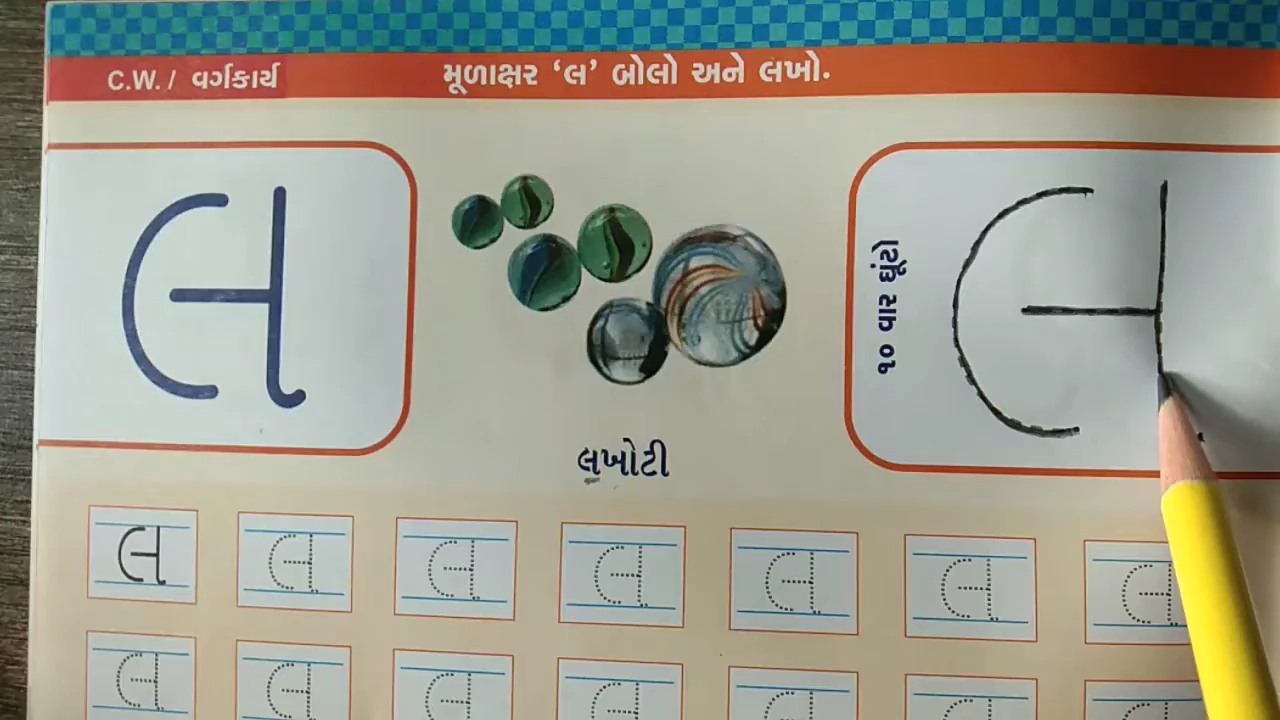 C.W. / વર્ગકાર્ય
મૂળાક્ષર ‘લ’ બોલો અને લખો.
લ
લખોટી
૧૦ વાર ઘૂંટો
લ
લ લ લ લ લ લ લ
લ લ લ લ લ લ લ